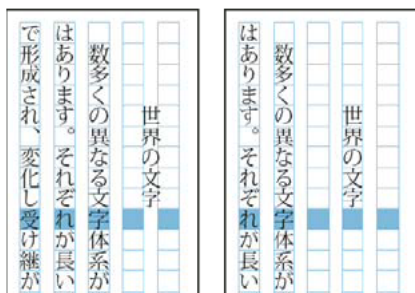 世界の文字
数多くの異なる文字体系が
はあります。それぞれが長い
で形成され、変化し受け継が
世界の文字
数多くの異なる文字体系が
はあります。それぞれが長い